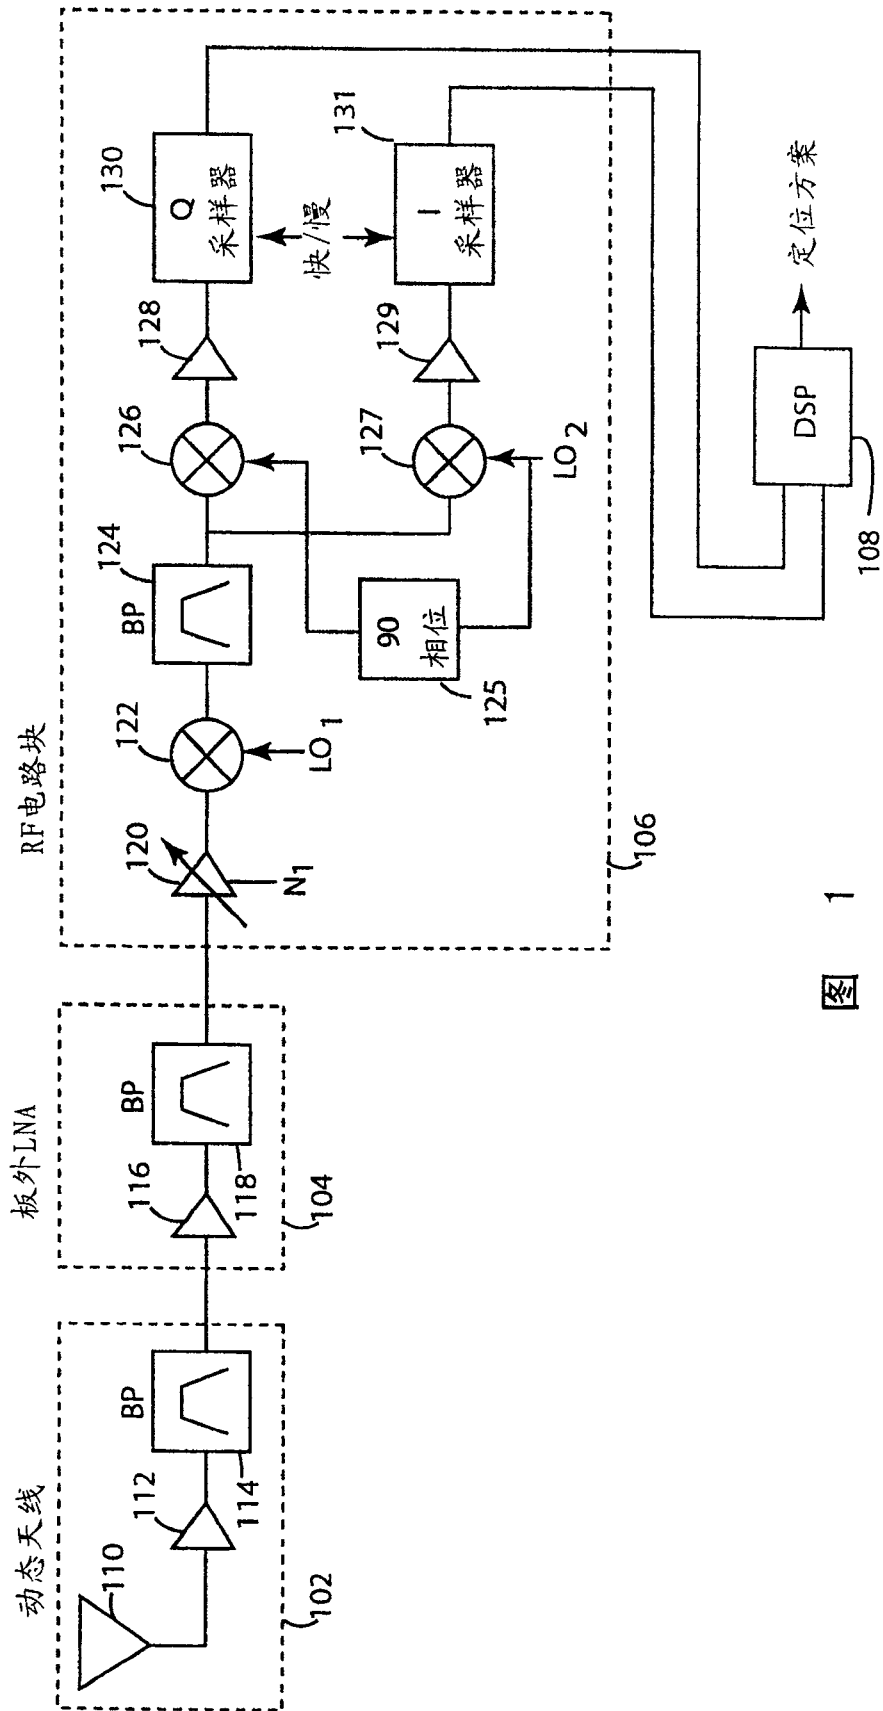 动态天线
110
112
BP
114
102
板外LNA
116
BP
118
104
RF电路块
120
N1
122
LO1
BP
124
90
相位
125
126
127
LO2
128
129
130
Q
采样器
快/慢
131
I
采样器
106
DSP
108
定位方案
图 1